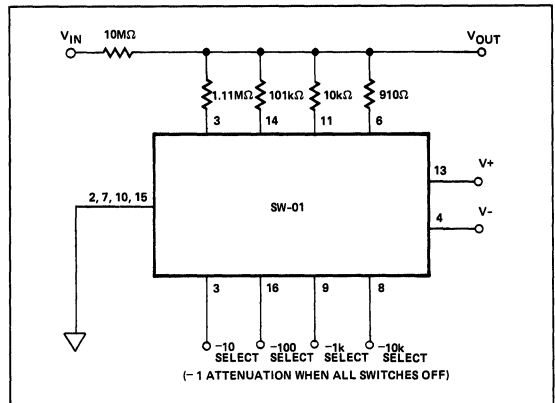 VIN 10MΩ VOUT
1.11MΩ 101kΩ 10kΩ 910Ω
3 14 11 6
13 V+
2, 7, 10, 15
SW-01
4 V-
3 16 9 8
-10 -100 -1k -10k
SELECT SELECT SELECT SELECT
(-1 ATTENUATION WHEN ALL SWITCHES OFF)